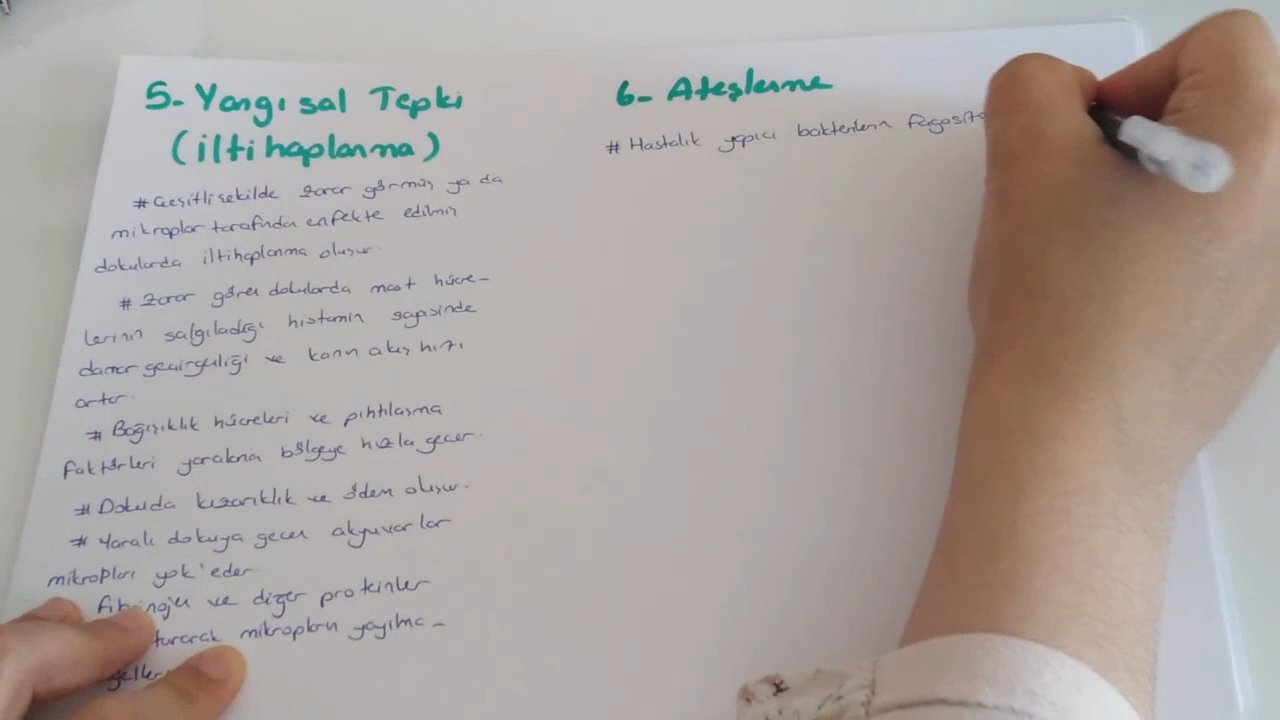 5- Yangısal Tepki
(iltihaplanma)
# Çeşitli şekilde zarar görmüş ya da
mikroplar tarafından enfekte edilmiş
dokularda iltihaplanma oluşur.
# Zarar gören dokularda mast hücre-
lerinin salgıladığı histamin sayesinde
damar geçirgenliği ve kanın akış hızı
artar.
# Bağışıklık hücreleri ve pıhtılaşma
faktörleri yaralanan bölgeye hızla geçer.
# Dokuda kızarıklık ve ödem oluşur.
# Yaralı dokuya geçen akyuvarlar
mikropları yok eder
ve diğer proteinler
mikropların yayılma-
6- Ateşlenme
# Hastalık yapıcı bakterilerin